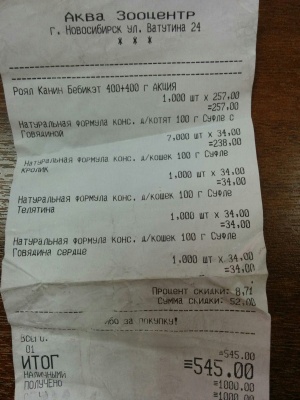 Аква Зооцентр
г. Новосибирск ул. Ватутина 24
* * *
Роял Канин Бебикэт 400+400 г АКЦИЯ
1,000 шт X 257.00
=257.00
Натуральная формула конс. д/котят 100 г Суфле с
Говядиной
7,000 шт X 34.00
=238.00
Натуральная формула конс. д/кошек 100 г Суфле
Кролик
1,000 шт X 34.00
=34.00
Натуральная формула конс. д/кошек 100 г Суфле
Телятина
1,000 шт X 34.00
=34.00
Натуральная формула конс. д/кошек 100 г Суфле
Говядина сердце
1,000 шт X 34.00
=34.00
Процент скидки: 8,71
Сумма скидки: 52,00
за покупку!
01
≡545.00
ИТОГ
≡545.00
НАЛИЧНЫМИ
ПОЛУЧЕНО
≡1000.00
≡1000.00